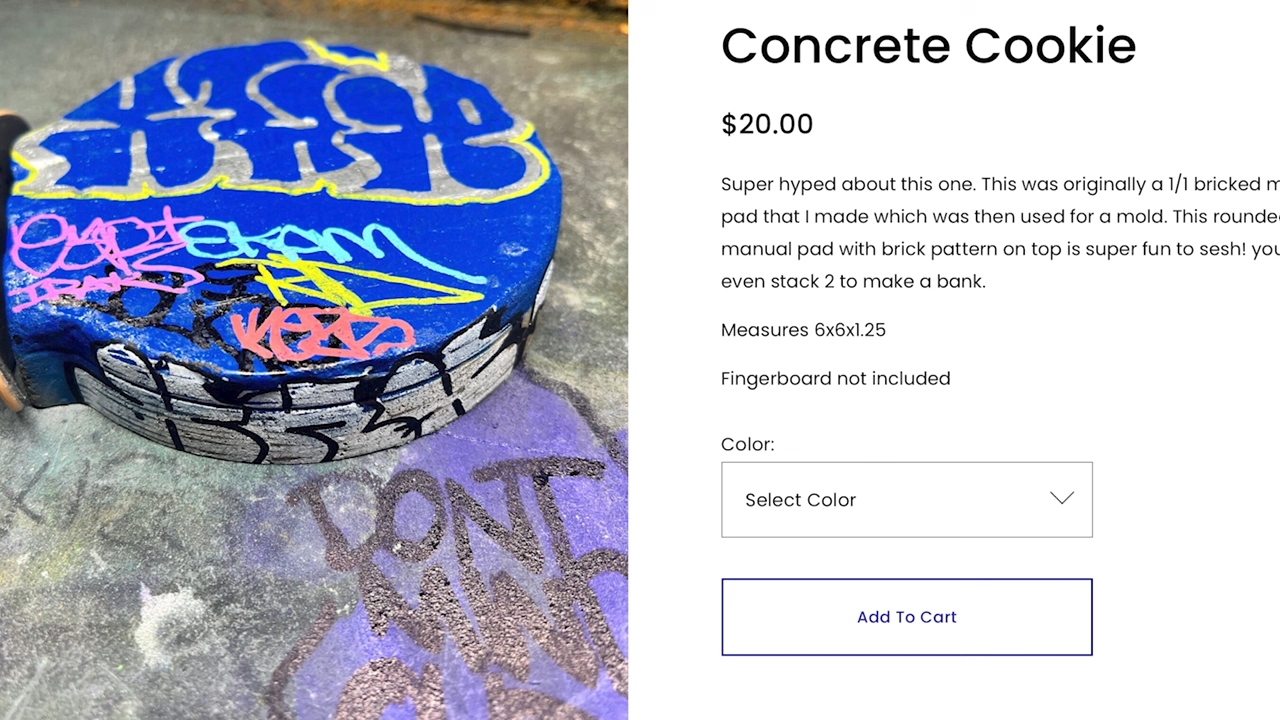 Concrete Cookie
$20.00
Super hyped about this one. This was originally a 1/1 bricked m
pad that I made which was then used for a mold. This rounde
manual pad with brick pattern on top is super fun to sesh! you
even stack 2 to make a bank.
Measures 6x6x1.25
Fingerboard not included
Color:
Select Color
Add To Cart
DONT